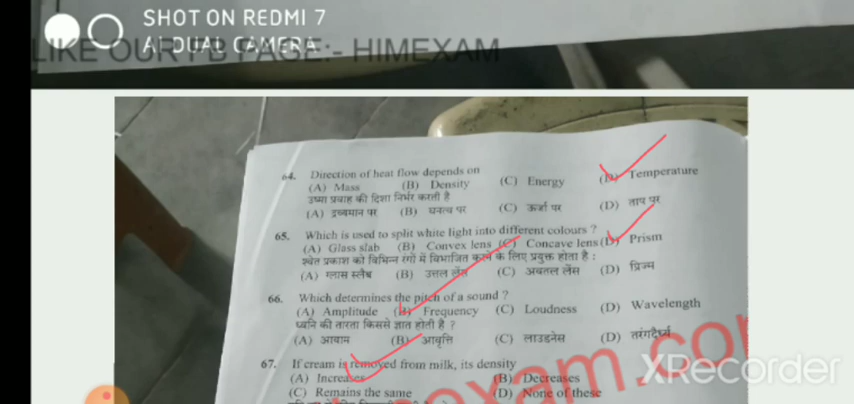 SHOT ON REDMI 7
AI DUAL CAMERA
LIKE OUR FB PAGE:- HIMEXAM
64. Direction of heat flow depends on
(A) Mass (B) Density (C) Energy (D) Temperature
उष्मा प्रवाह की दिशा निर्भर करती है
(A) द्रव्यमान पर (B) घनत्व पर (C) ऊर्जा पर (D) ताप पर
65. Which is used to split white light into different colours ?
(A) Glass slab (B) Convex lens (C) Concave lens (D) Prism
श्वेत प्रकाश को विभिन्न रंगों में विभाजित करने के लिए प्रयुक्त होता है :
(A) ग्लास स्लैब (B) उत्तल लेंस (C) अवतल लेंस (D) प्रिज्म
66. Which determines the pitch of a sound ?
(A) Amplitude (B) Frequency (C) Loudness (D) Wavelength
ध्वनि की तारता किससे ज्ञात होती है ?
(A) आयाम (B) आवृत्ति (C) लाउडनेस (D) तरंगदैर्ध्य
67. If cream is removed from milk, its density
(A) Increases (B) Decreases
(C) Remains the same (D) None of these
himexam.com
XRecorder